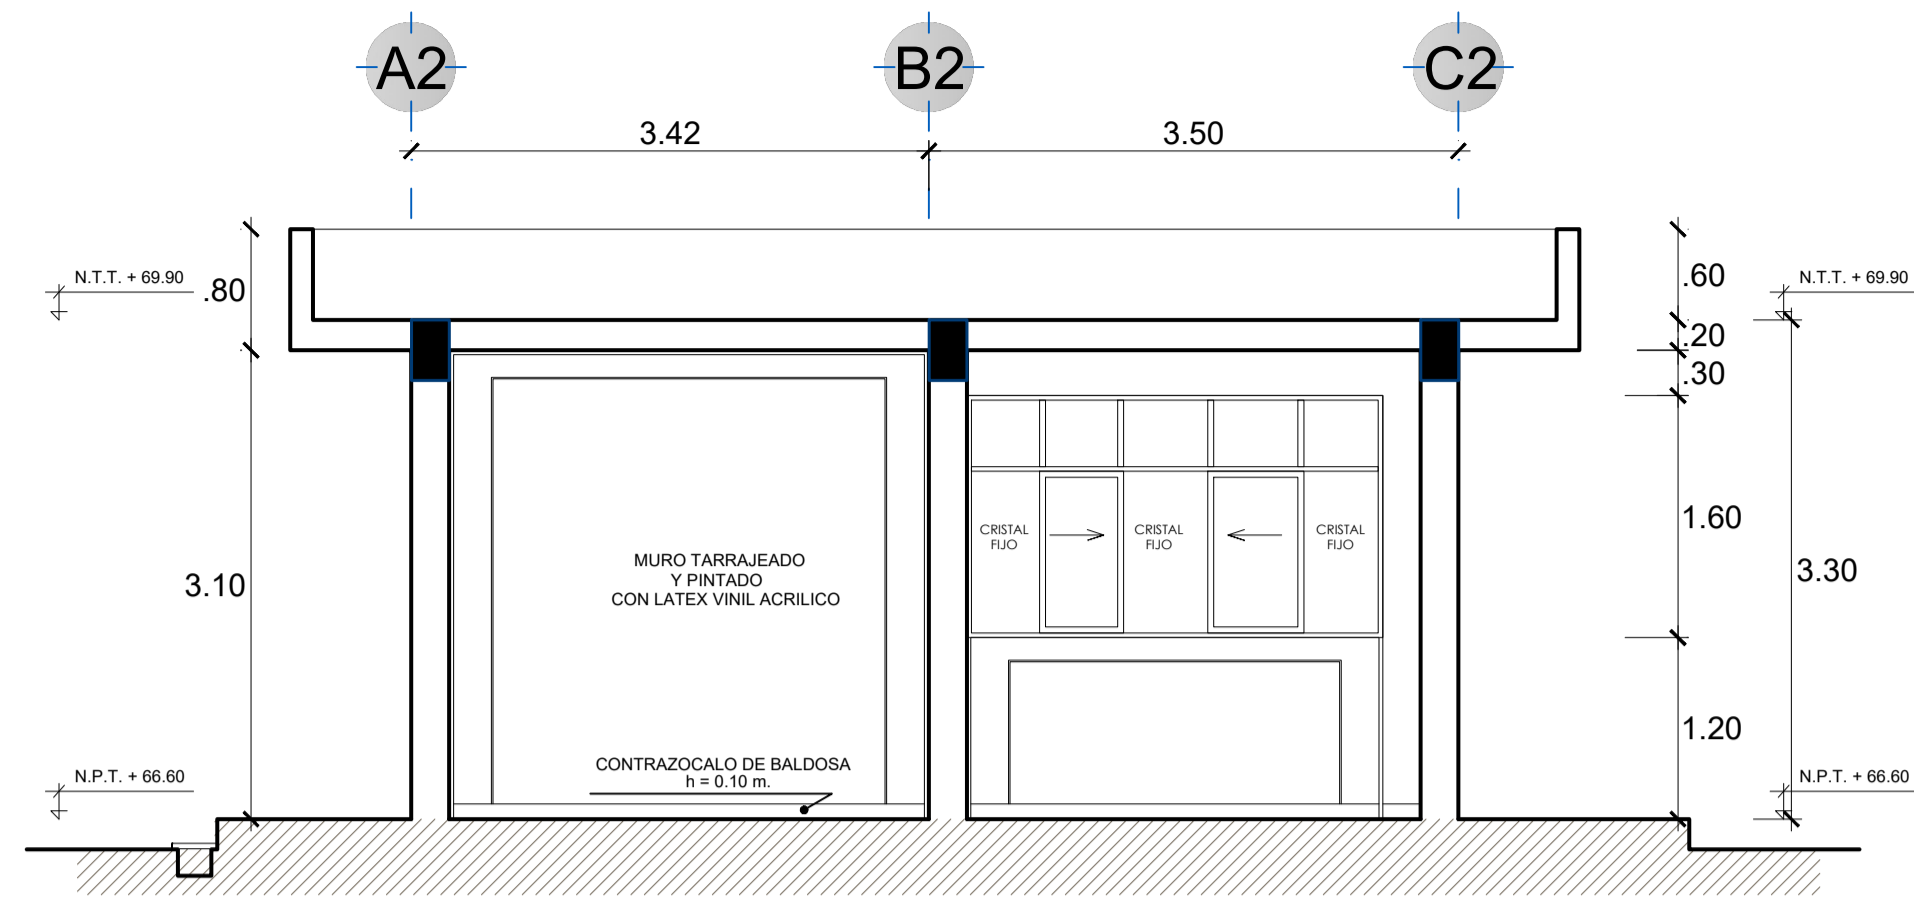 A2 B2 C2
3.42 3.50
N.T.T. + 69.90
.80
.60
N.T.T. + 69.90
.20
.30
CRISTAL
FIJO
CRISTAL
FIJO
CRISTAL
FIJO
1.60
MURO TARRAJEADO
Y PINTADO
CON LATEX VINIL ACRILICO
3.10
3.30
1.20
CONTRAZOCALO DE BALDOSA
h = 0.10 m.
N.P.T. + 66.60
N.P.T. + 66.60